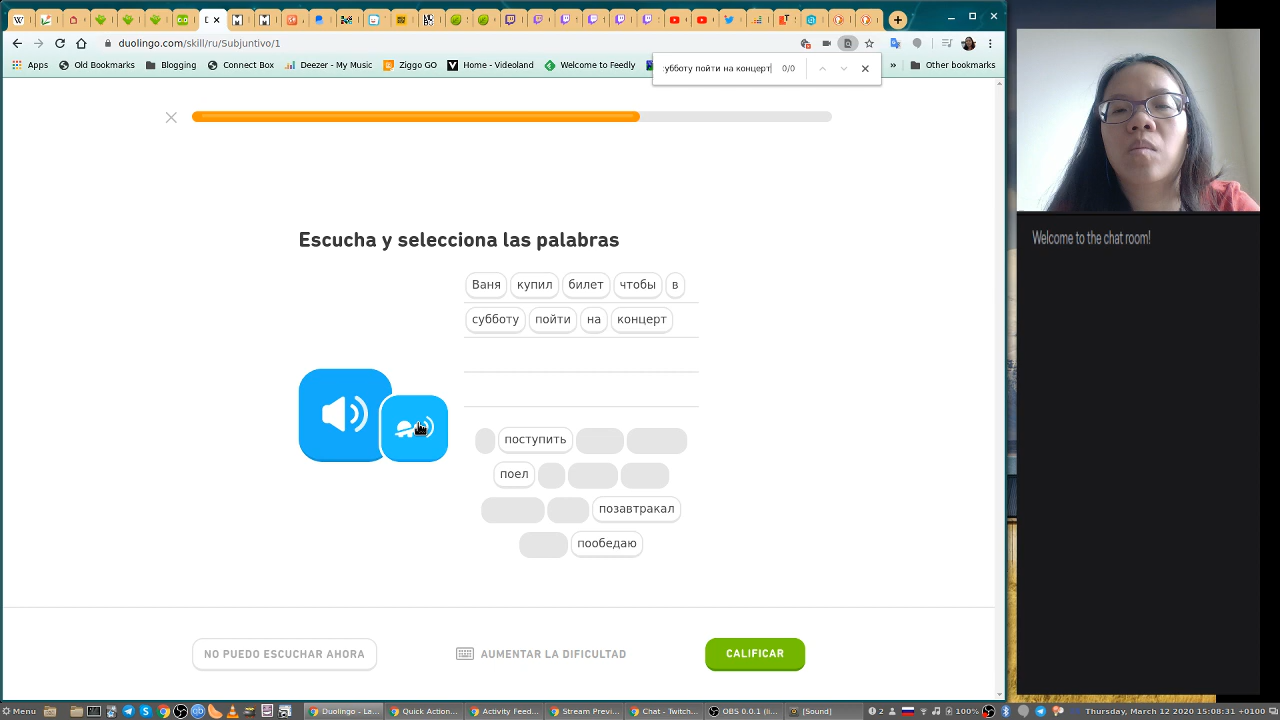 duolingo.com/skill/ru/Subjuntivo/1
Apps
Old Bookmarks
Blogging
Connect Box
Deezer - My Music
Ziggo GO
Home - Videoland
Welcome to Feedly
»
Other bookmarks
субботу пойти на концерт 0/0
Welcome to the chat room!
Escucha y selecciona las palabras
Ваня купил билет чтобы в
субботу пойти на концерт
поступить
поел
позавтракал
пообедаю
NO PUEDO ESCUCHAR AHORA
AUMENTAR LA DIFICULTAD
CALIFICAR
Menu
Duolingo - La...
Quick Action...
Activity Feed...
Stream Previ...
Chat - Twitch...
OBS 0.0.1 (li...
(Sound)
2
100%
Thursday, March 12 2020, 15:08:31 +0100